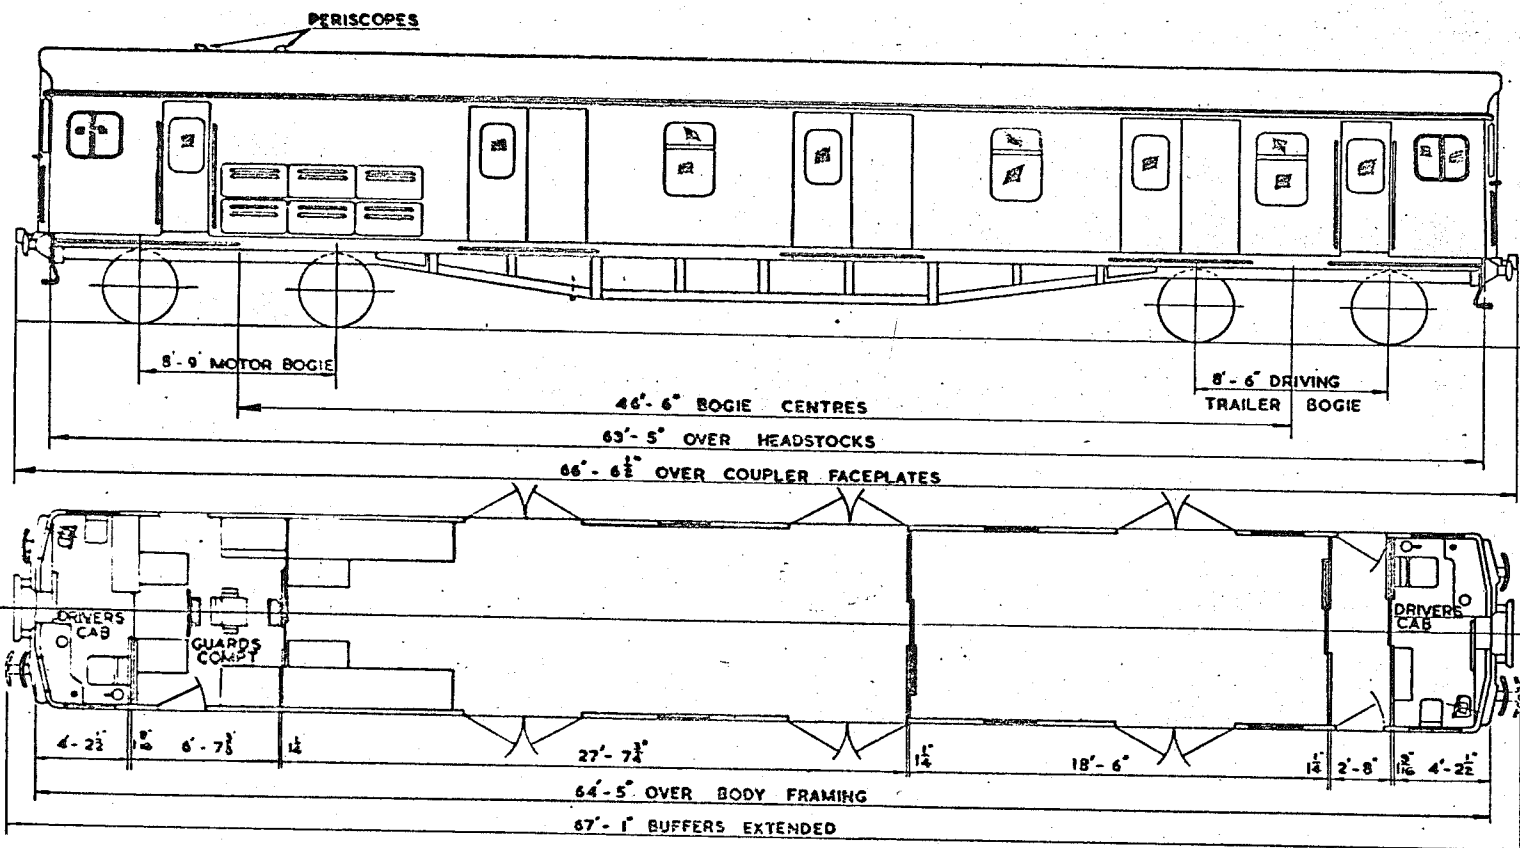 PERISCOPES
8'-9" MOTOR BOGIE
8'-6" DRIVING
TRAILER BOGIE
46'-6" BOGIE CENTRES
63'-5" OVER HEADSTOCKS
66'-6½" OVER COUPLER FACEPLATES
DRIVERS
CAB
GUARDS
COMPT
DRIVERS
CAB
4'-2½" 6'-7⅜" 1¼ 27'-7¾" 1¼" 18'-6" 1¼" 2'-8" 4'-2½"
64'-5" OVER BODY FRAMING
67'-1" BUFFERS EXTENDED